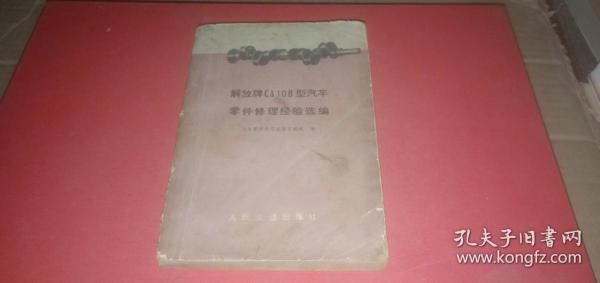 解放牌CA10B型汽车
零件修理经验选编
人民交通出版社
孔夫子旧书网
www.kongfz.com